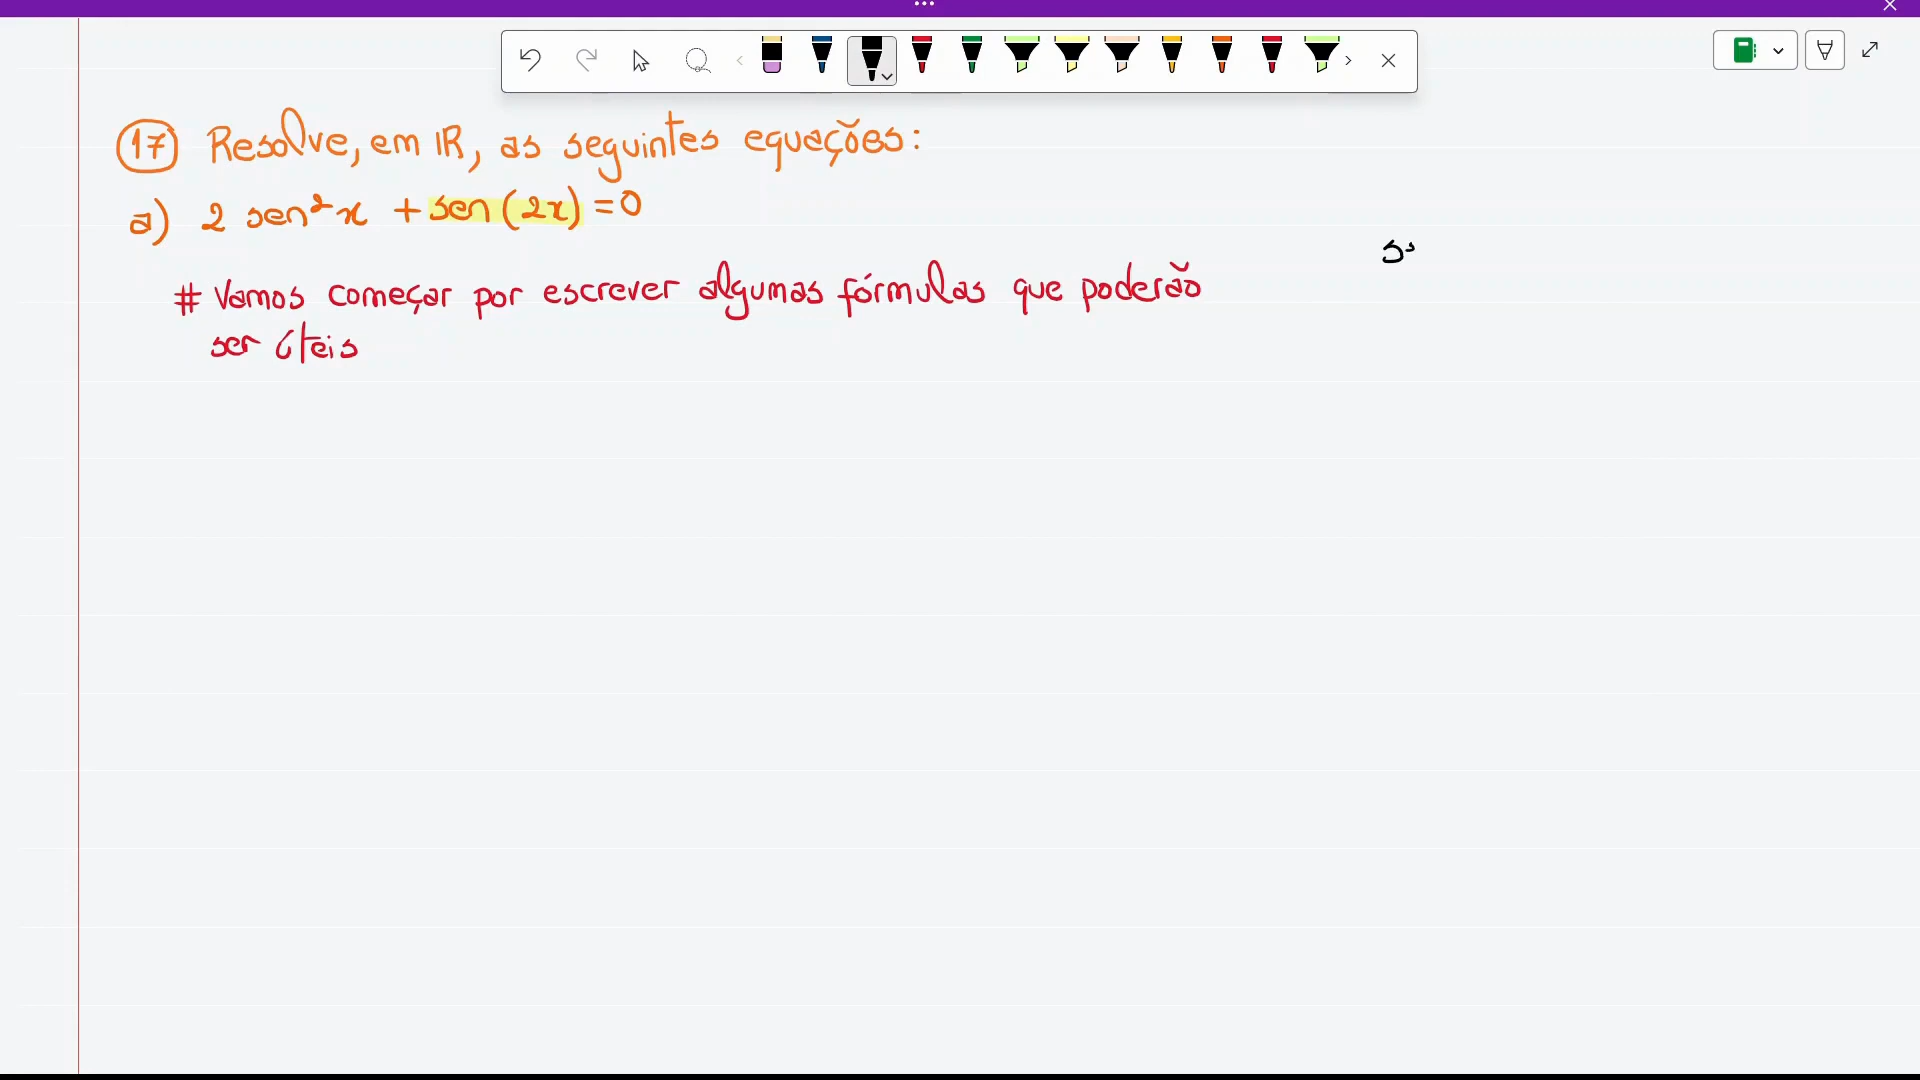 17 Resolve, em IR, as seguintes equações:
a) 2 sen²x + sen(2x) = 0
# Vamos começar por escrever algumas fórmulas que poderão
ser úteis